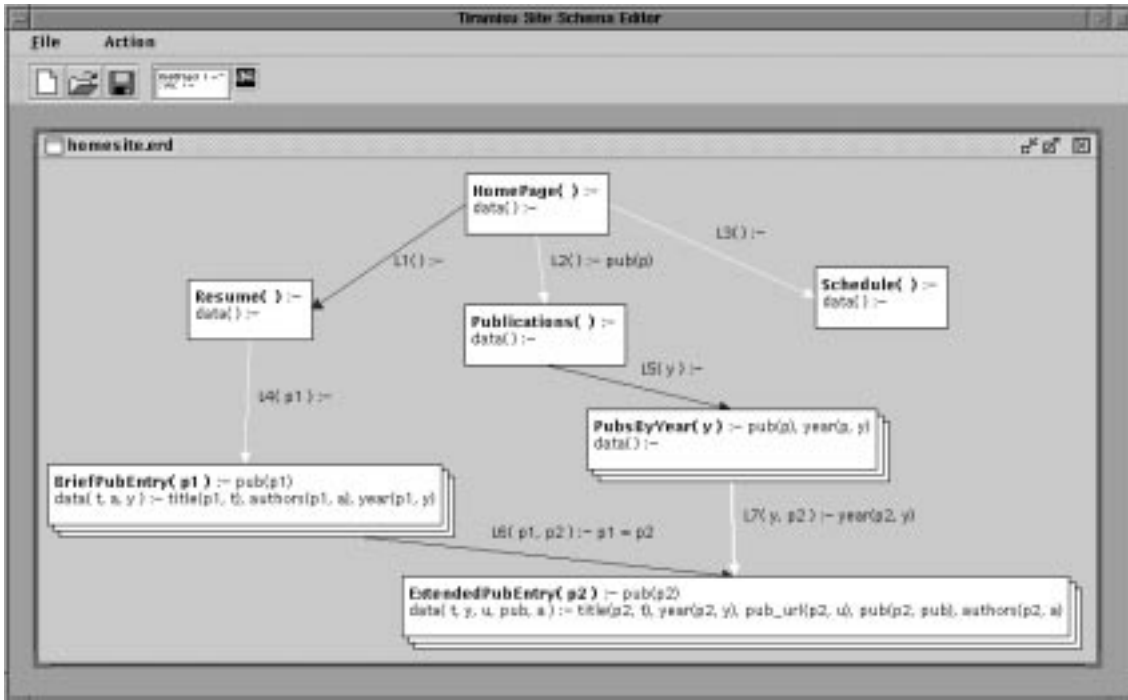 Tiramisu Site Schema Editor
File Action
homesite.erd
HomePage( ) :-
data( ) :-
L1() :-
L2() :- pub(p)
L3() :-
Resume( ) :-
data( ) :-
Publications( ) :-
data( ) :-
Schedule( ) :-
data( ) :-
L4( p1 ) :-
L5( y ) :-
PubsByYear( y ) :- pub(p), year(p, y)
data( ) :-
BriefPubEntry( p1 ) :- pub(p1)
data( t, a, y ) :- title(p1, t), authors(p1, a), year(p1, y)
L6( p1, p2 ) :- p1 = p2
L7( y, p2 ) :- year(p2, y)
ExtendedPubEntry( p2 ) :- pub(p2)
data( t, y, u, pub, a ) :- title(p2, t), year(p2, y), pub_url(p2, u), pub(p2, pub), authors(p2, a)